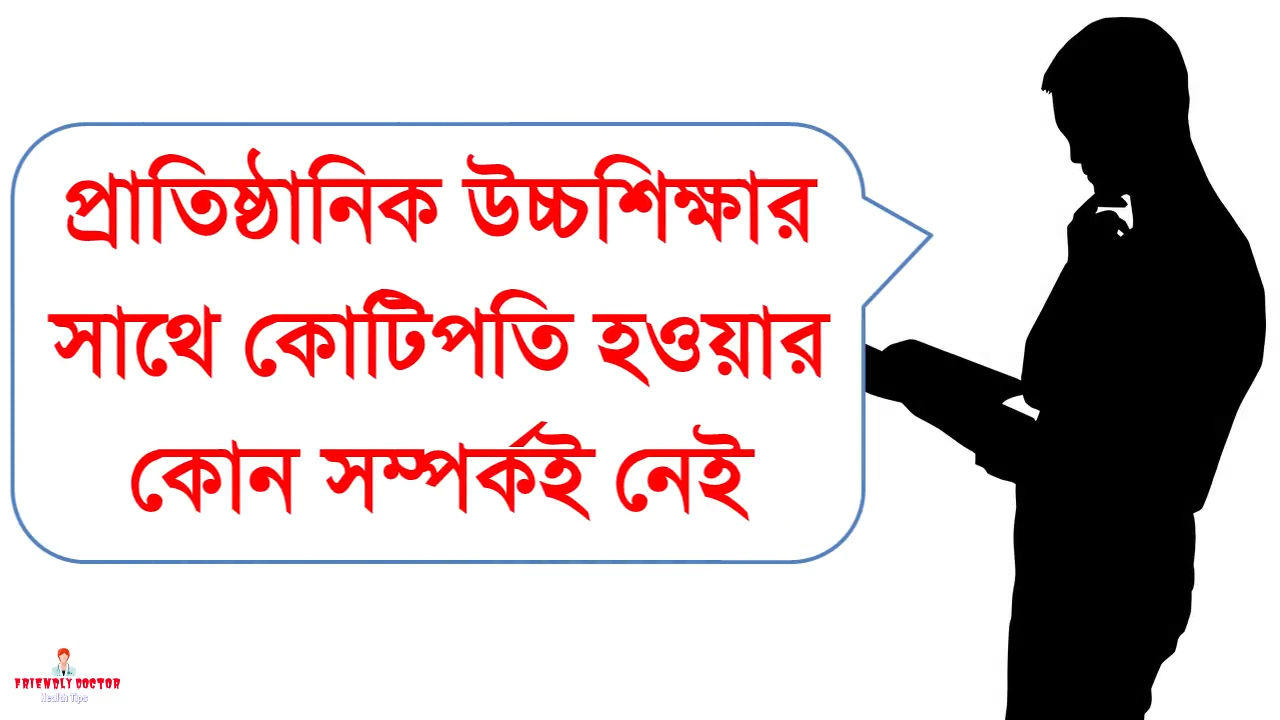 প্রাতিষ্ঠানিক উচ্চশিক্ষার
সাথে কোটিপতি হওয়ার
কোন সম্পর্কই নেই
FRIENDLY DOCTOR
Health Tips